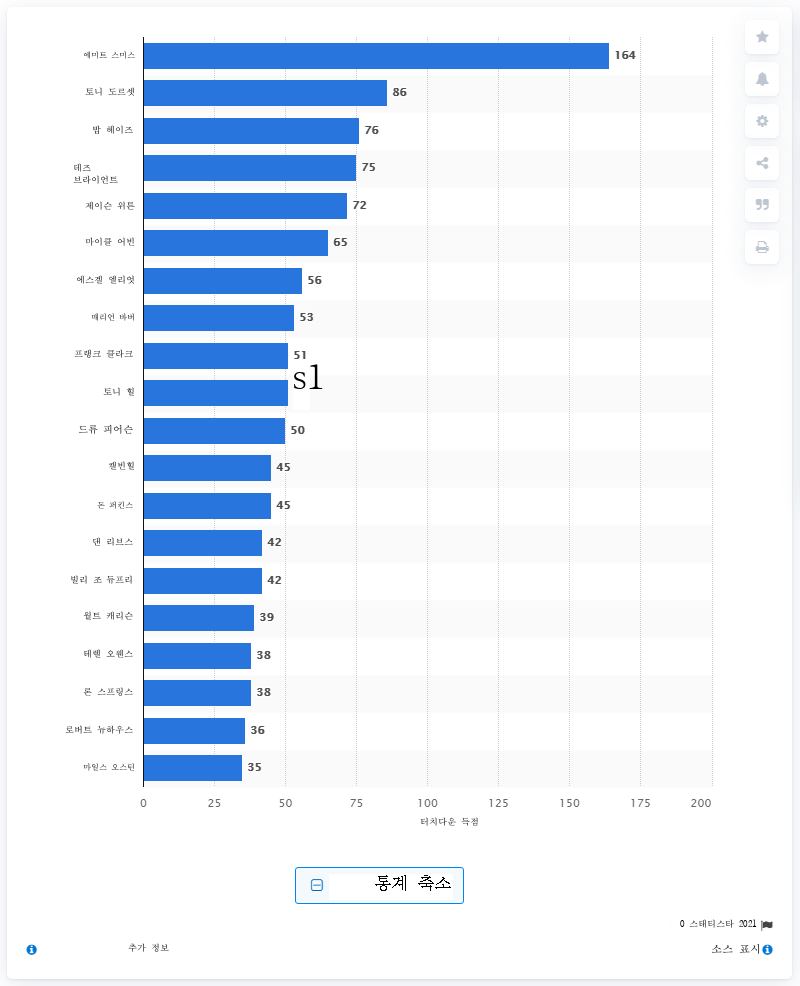 에미트 스미스 164
토니 도르셋 86
밥 헤이즈 76
데즈
브라이언트 75
제이슨 위튼 72
마이클 어빈 65
에스겔 엘리엇 56
매리언 바버 53
프랭크 클라크 51
토니 힐 s1
드류 피어슨 50
캘빈힐 45
돈 퍼킨스 45
댄 리브스 42
빌리 조 듀프리 42
월트 개리슨 39
테렐 오웬스 38
론 스프링스 38
로버트 뉴하우스 36
마일스 오스틴 35
0 25 50 75 100 125 150 175 200
터치다운 득점
통계 축소
0 스태티스타 2021
추가 정보
소스 표시